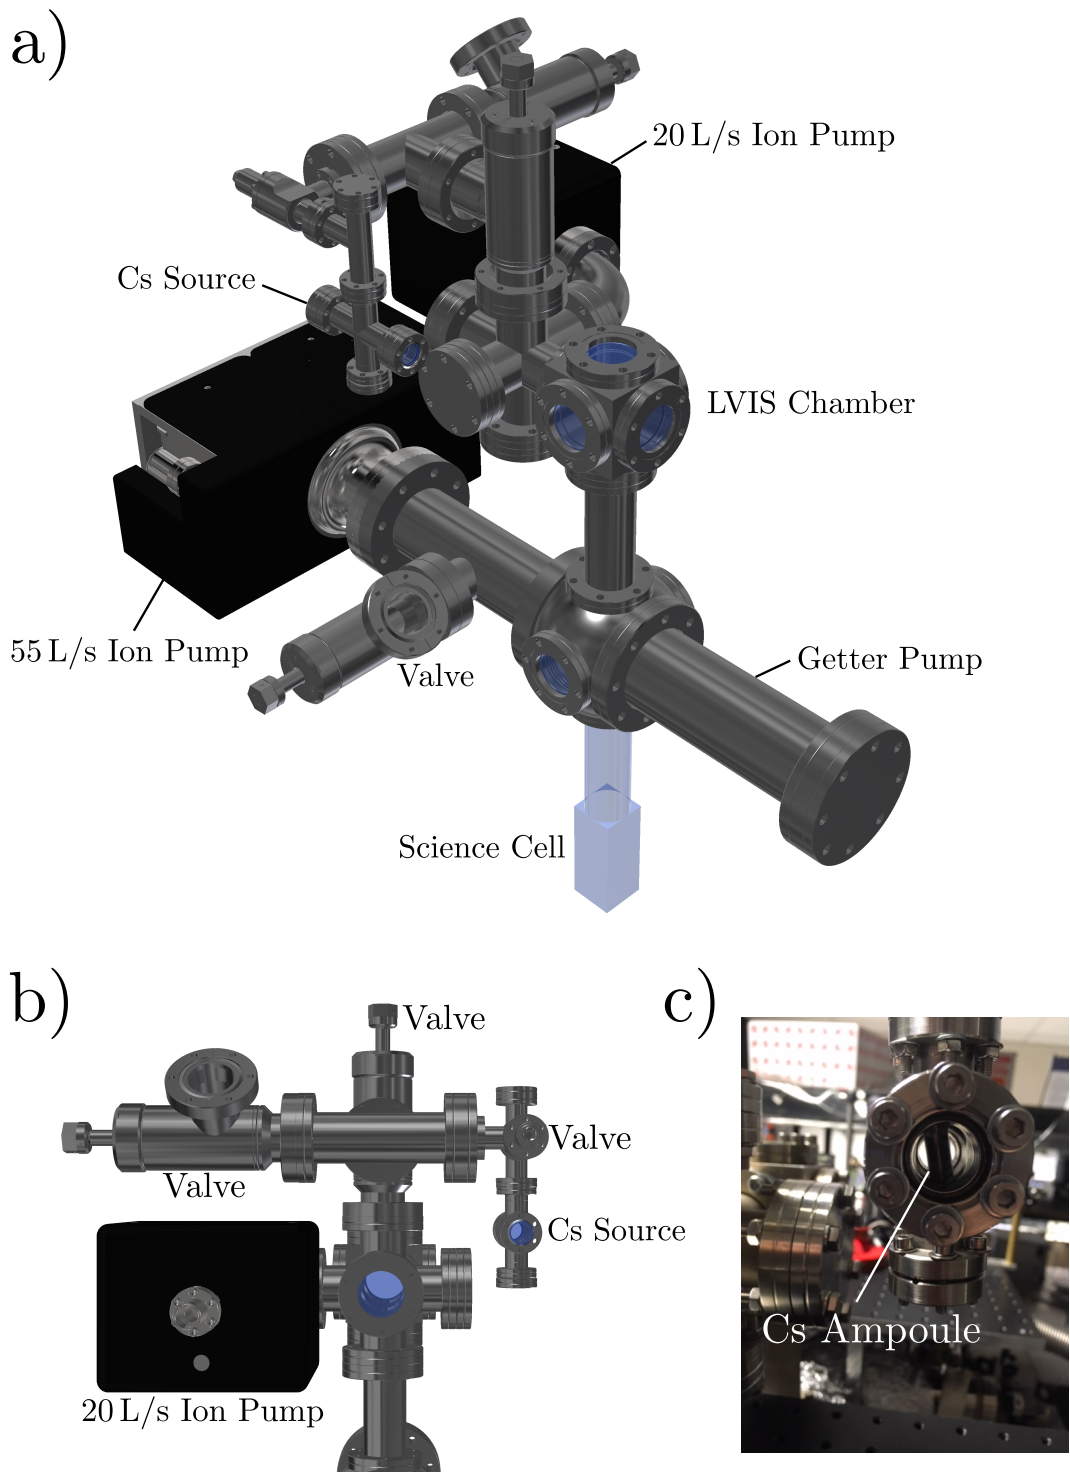 a)
20 L/s Ion Pump
Cs Source
LVIS Chamber
55 L/s Ion Pump
Valve
Getter Pump
Science Cell
b)
Valve
Valve
Valve
Cs Source
20 L/s Ion Pump
c)
Cs Ampoule